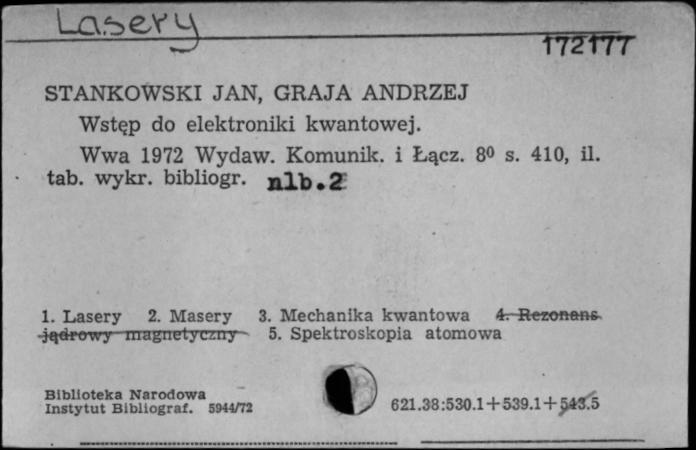 Lasery
172177
STANKOWSKI JAN, GRAJA ANDRZEJ
Wstęp do elektroniki kwantowej.
Wwa 1972 Wydaw. Komunik. i Łącz. 8⁰ s. 410, il.
tab. wykr. bibliogr. nlb.2
1. Lasery 2. Masery 3. Mechanika kwantowa 4. Rezonans
jądrowy magnetyczny 5. Spektroskopia atomowa
Biblioteka Narodowa
Instytut Bibliograf. 5944/72
621.38:530.1+539.1+543.5